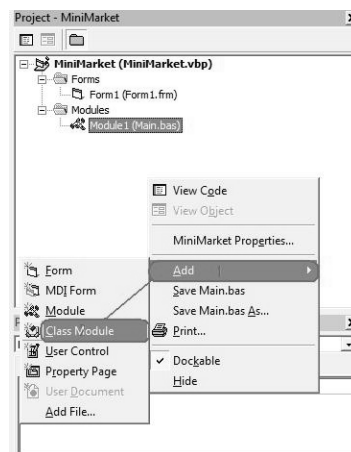 Project - MiniMarket
MiniMarket (MiniMarket.vbp)
Forms
Form1 (Form1.frm)
Modules
Module1 (Main.bas)
View Code
View Object
MiniMarket Properties...
Add
Save Main.bas
Save Main.bas As...
Print...
Dockable
Hide
Form
MDI Form
Module
Class Module
User Control
Property Page
User Document
Add File...